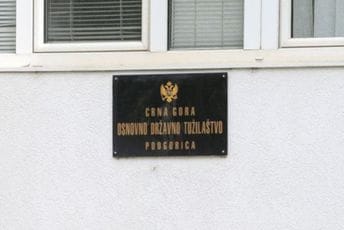 CRNA GORA
OSNOVNO DRŽAVNO TUŽILAŠTVO
PODGORICA